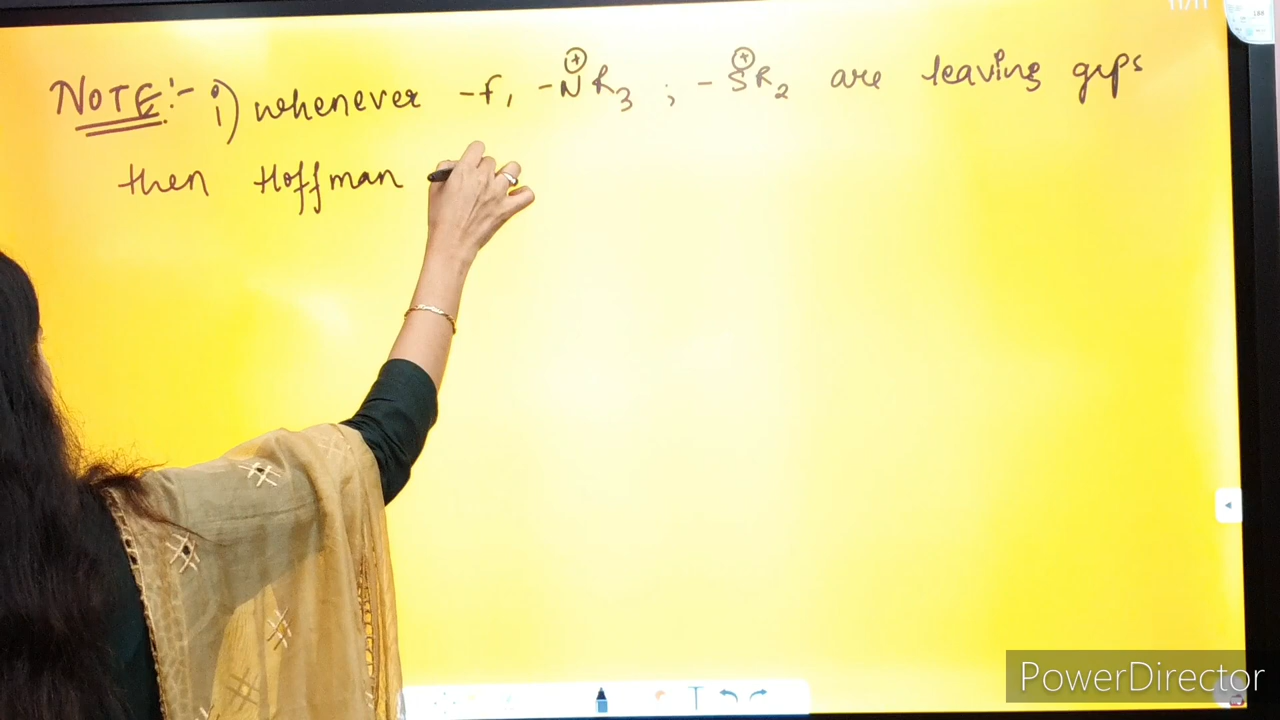 NOTE:- i) whenever -f, -N⊕R3 ; -S⊕R2 are leaving grps
then Hoffman
PowerDirector